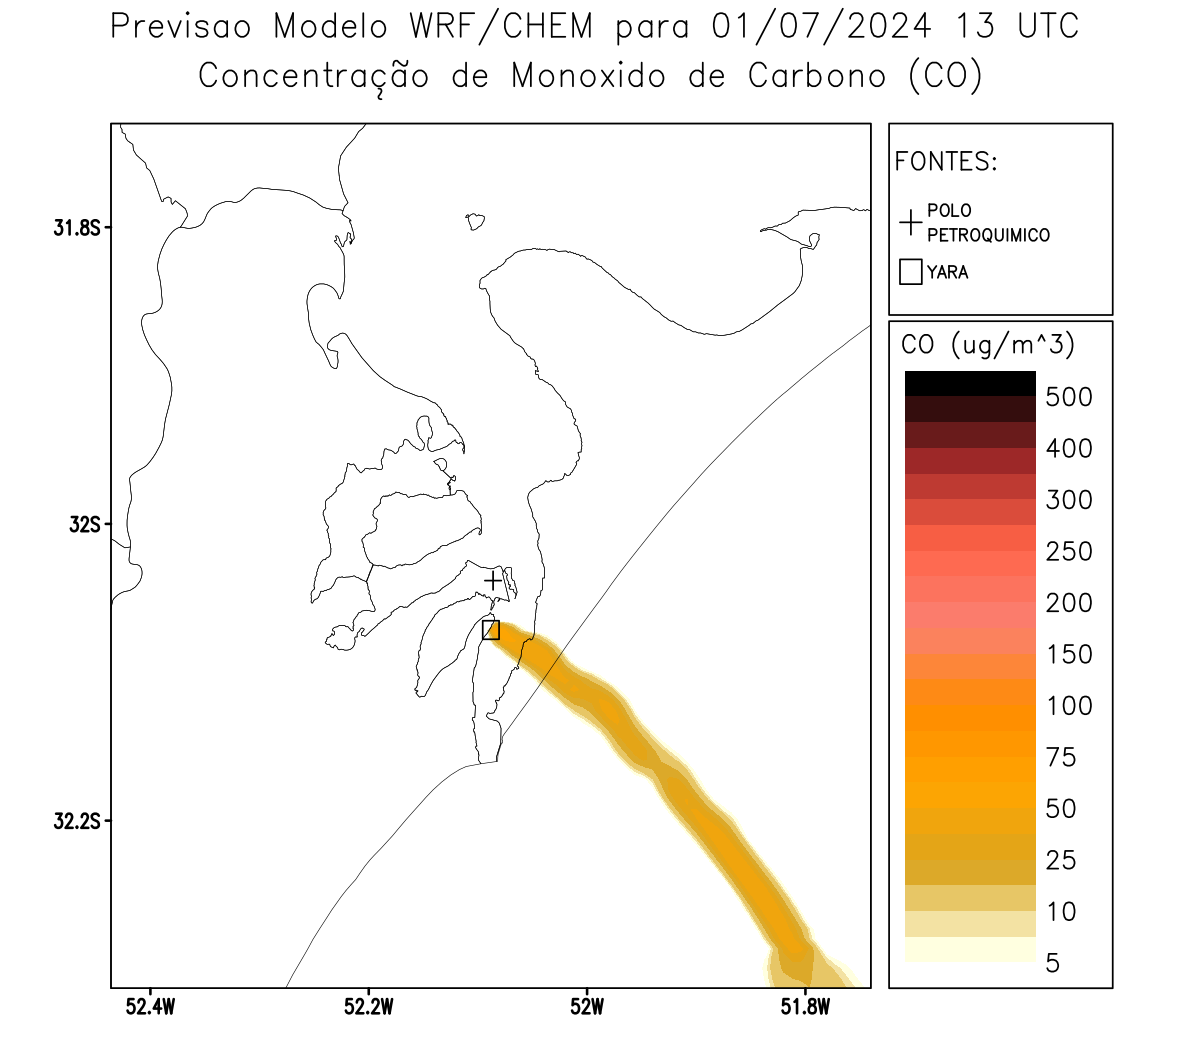 Previsao Modelo WRF/CHEM para 01/07/2024 13 UTC
Concentração de Monoxido de Carbono (CO)
FONTES:
POLO
PETROQUIMICO
YARA
CO (ug/m^3)
500
400
300
250
200
150
100
75
50
25
10
5
31.8S
32S
32.2S
52.4W
52.2W
52W
51.8W